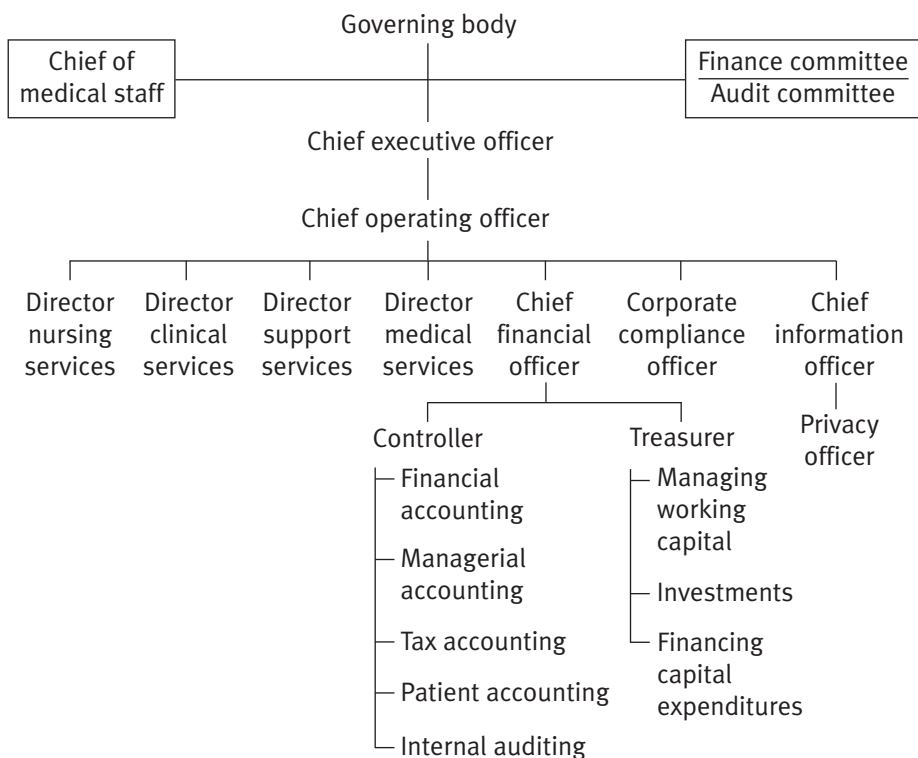 Governing body
Chief of
medical staff
Finance committee
Audit committee
Chief executive officer
Chief operating officer
Director
nursing
services
Director
clinical
services
Director
support
services
Director
medical
services
Chief
financial
officer
Corporate
compliance
officer
Chief
information
officer
Controller
Financial
accounting
Managerial
accounting
Tax accounting
Patient accounting
Internal auditing
Treasurer
Managing
working
capital
Investments
Financing
capital
expenditures
Privacy
officer